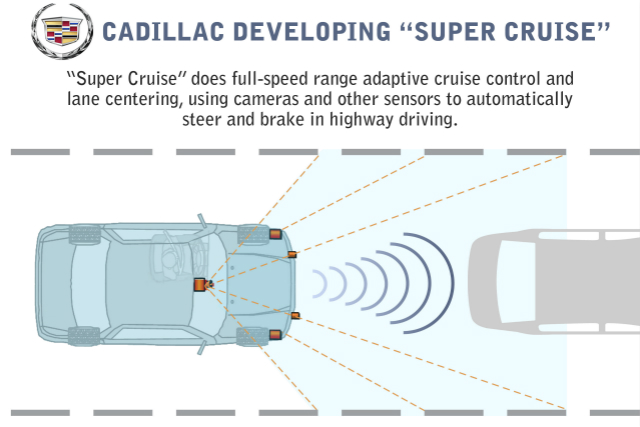 CADILLAC DEVELOPING “SUPER CRUISE”
“Super Cruise” does full-speed range adaptive cruise control and
lane centering, using cameras and other sensors to automatically
steer and brake in highway driving.